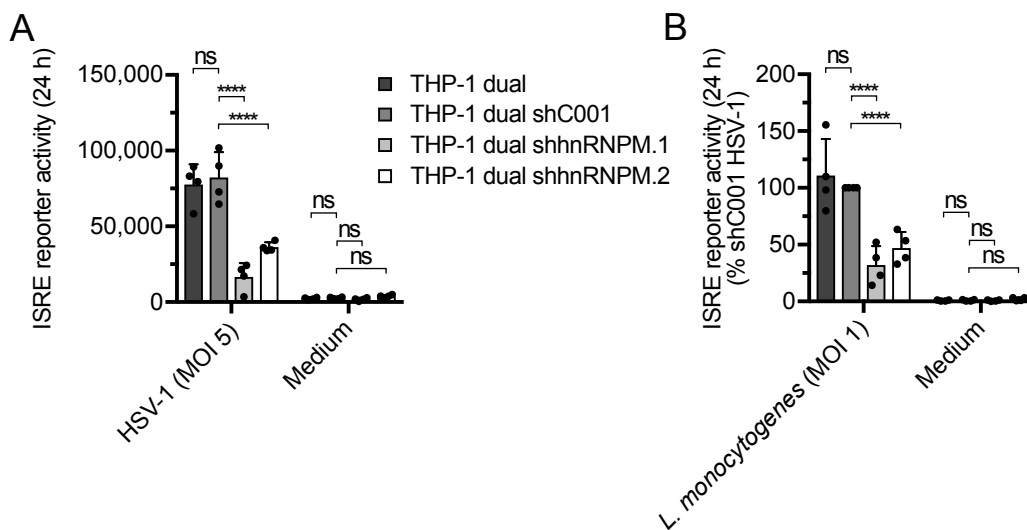 A
ISRE reporter activity (24 h)
150,000
100,000
50,000
0
ns
****
****
ns
ns
ns
HSV-1 (MOI 5)
Medium
THP-1 dual
THP-1 dual shC001
THP-1 dual shhnRNPM.1
THP-1 dual shhnRNPM.2
B
ISRE reporter activity (24 h)
(% shC001 HSV-1)
200
150
100
50
0
ns
****
****
ns
ns
ns
L. monocytogenes (MOI 1)
Medium